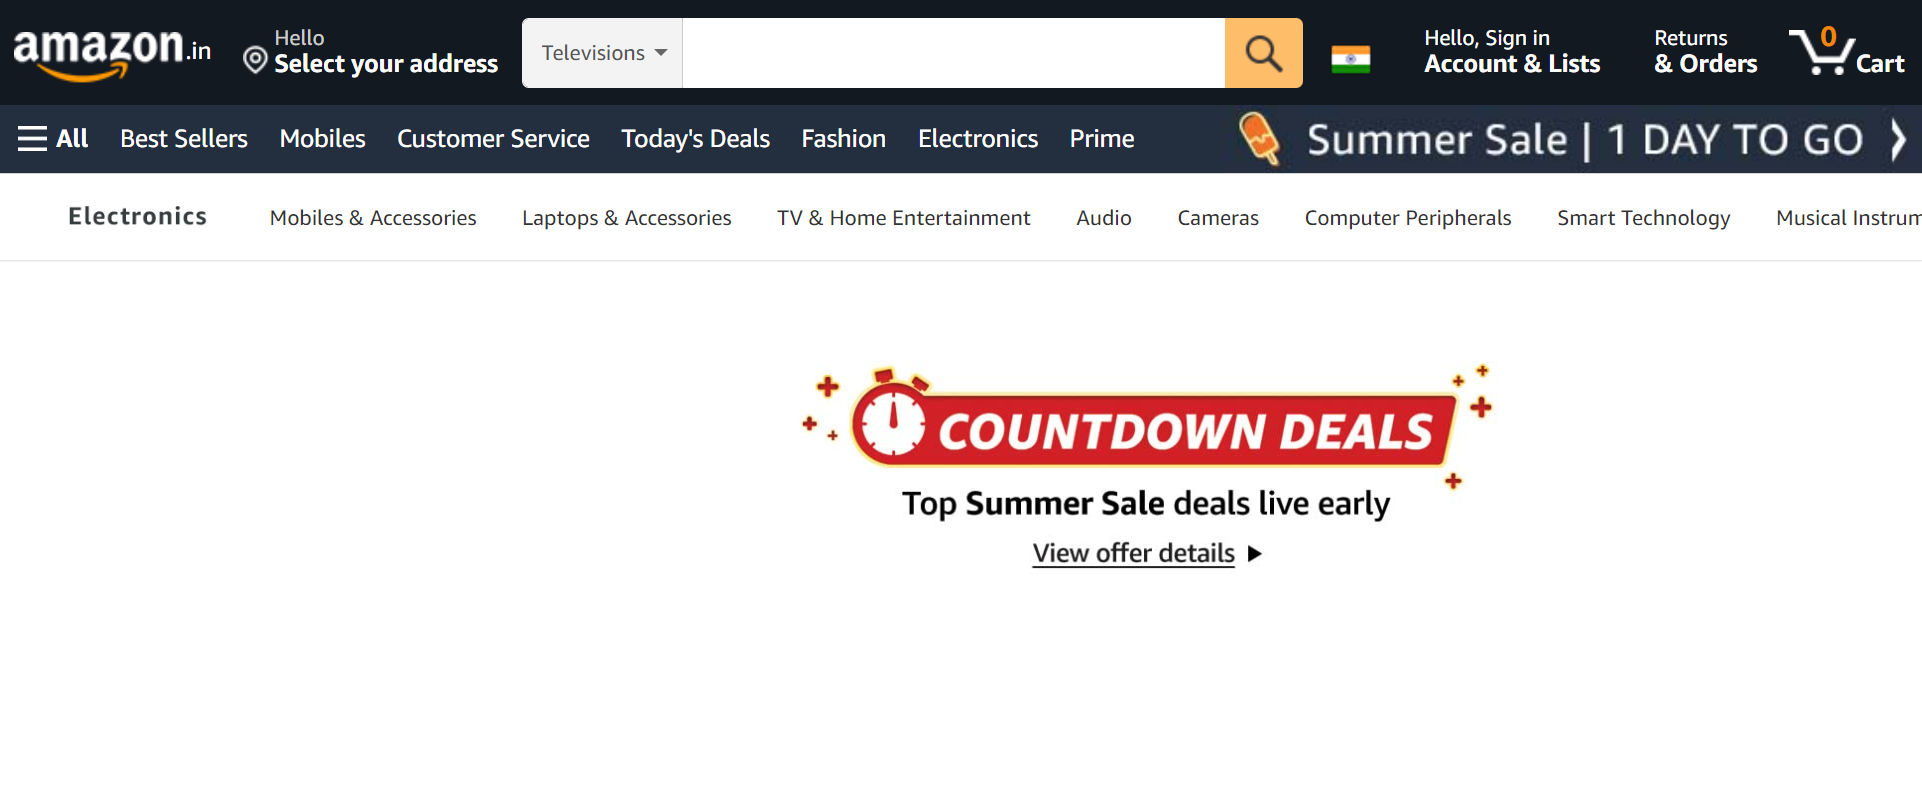 amazon.in
Hello
Select your address
Televisions
Hello, Sign in
Account & Lists
Returns
& Orders
0
Cart
All Best Sellers Mobiles Customer Service Today's Deals Fashion Electronics Prime
Summer Sale | 1 DAY TO GO
Electronics Mobiles & Accessories Laptops & Accessories TV & Home Entertainment Audio Cameras Computer Peripherals Smart Technology Musical Instrum
COUNTDOWN DEALS
Top Summer Sale deals live early
View offer details